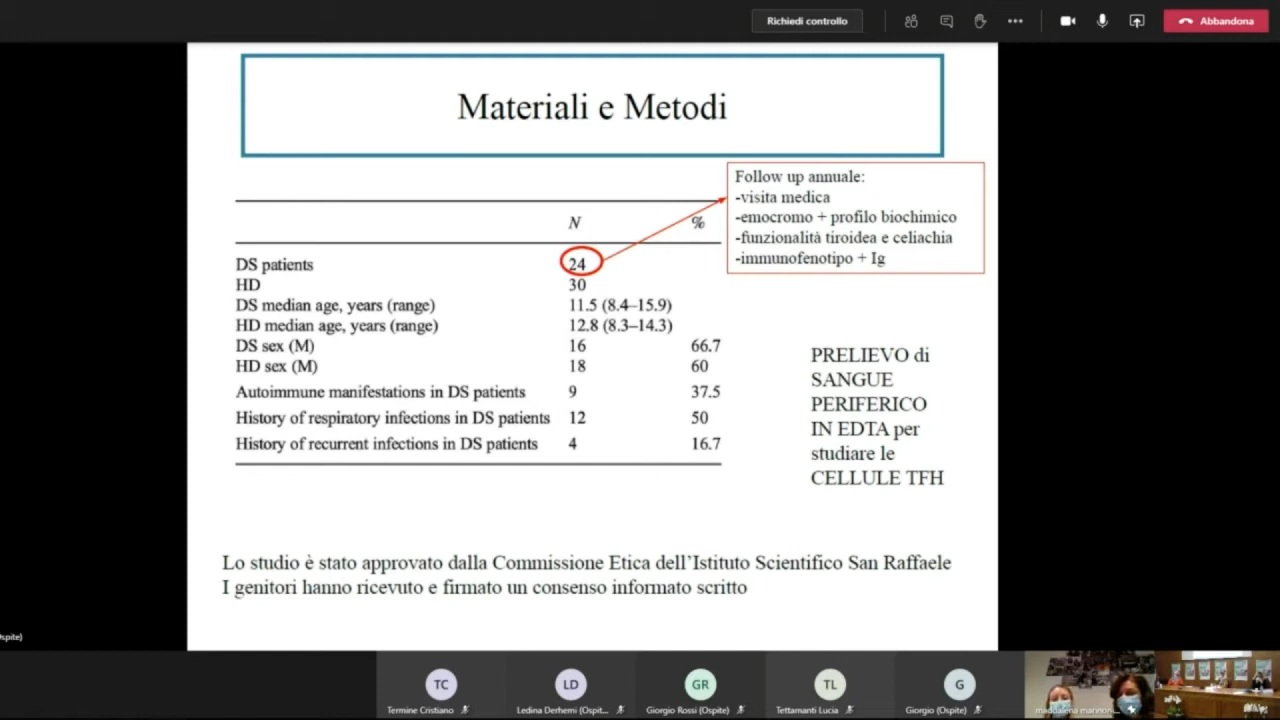 Richiedi controllo
Abbandona
Materiali e Metodi
Follow up annuale:
-visita medica
-emocromo + profilo biochimico
-funzionalità tiroidea e celiachia
-immunofenotipo + Ig
N %
DS patients 24
HD 30
DS median age, years (range) 11.5 (8.4–15.9)
HD median age, years (range) 12.8 (8.3–14.3)
DS sex (M) 16 66.7
HD sex (M) 18 60
Autoimmune manifestations in DS patients 9 37.5
History of respiratory infections in DS patients 12 50
History of recurrent infections in DS patients 4 16.7
PRELIEVO di
SANGUE
PERIFERICO
IN EDTA per
studiare le
CELLULE TFH
Lo studio è stato approvato dalla Commissione Etica dell'Istituto Scientifico San Raffaele
I genitori hanno ricevuto e firmato un consenso informato scritto
spite)
TC LD GR TL G
Termine Cristiano Ledina Derhemi (Ospit... Giorgio Rossi (Ospite) Tettamanti Lucia Giorgio (Ospite)